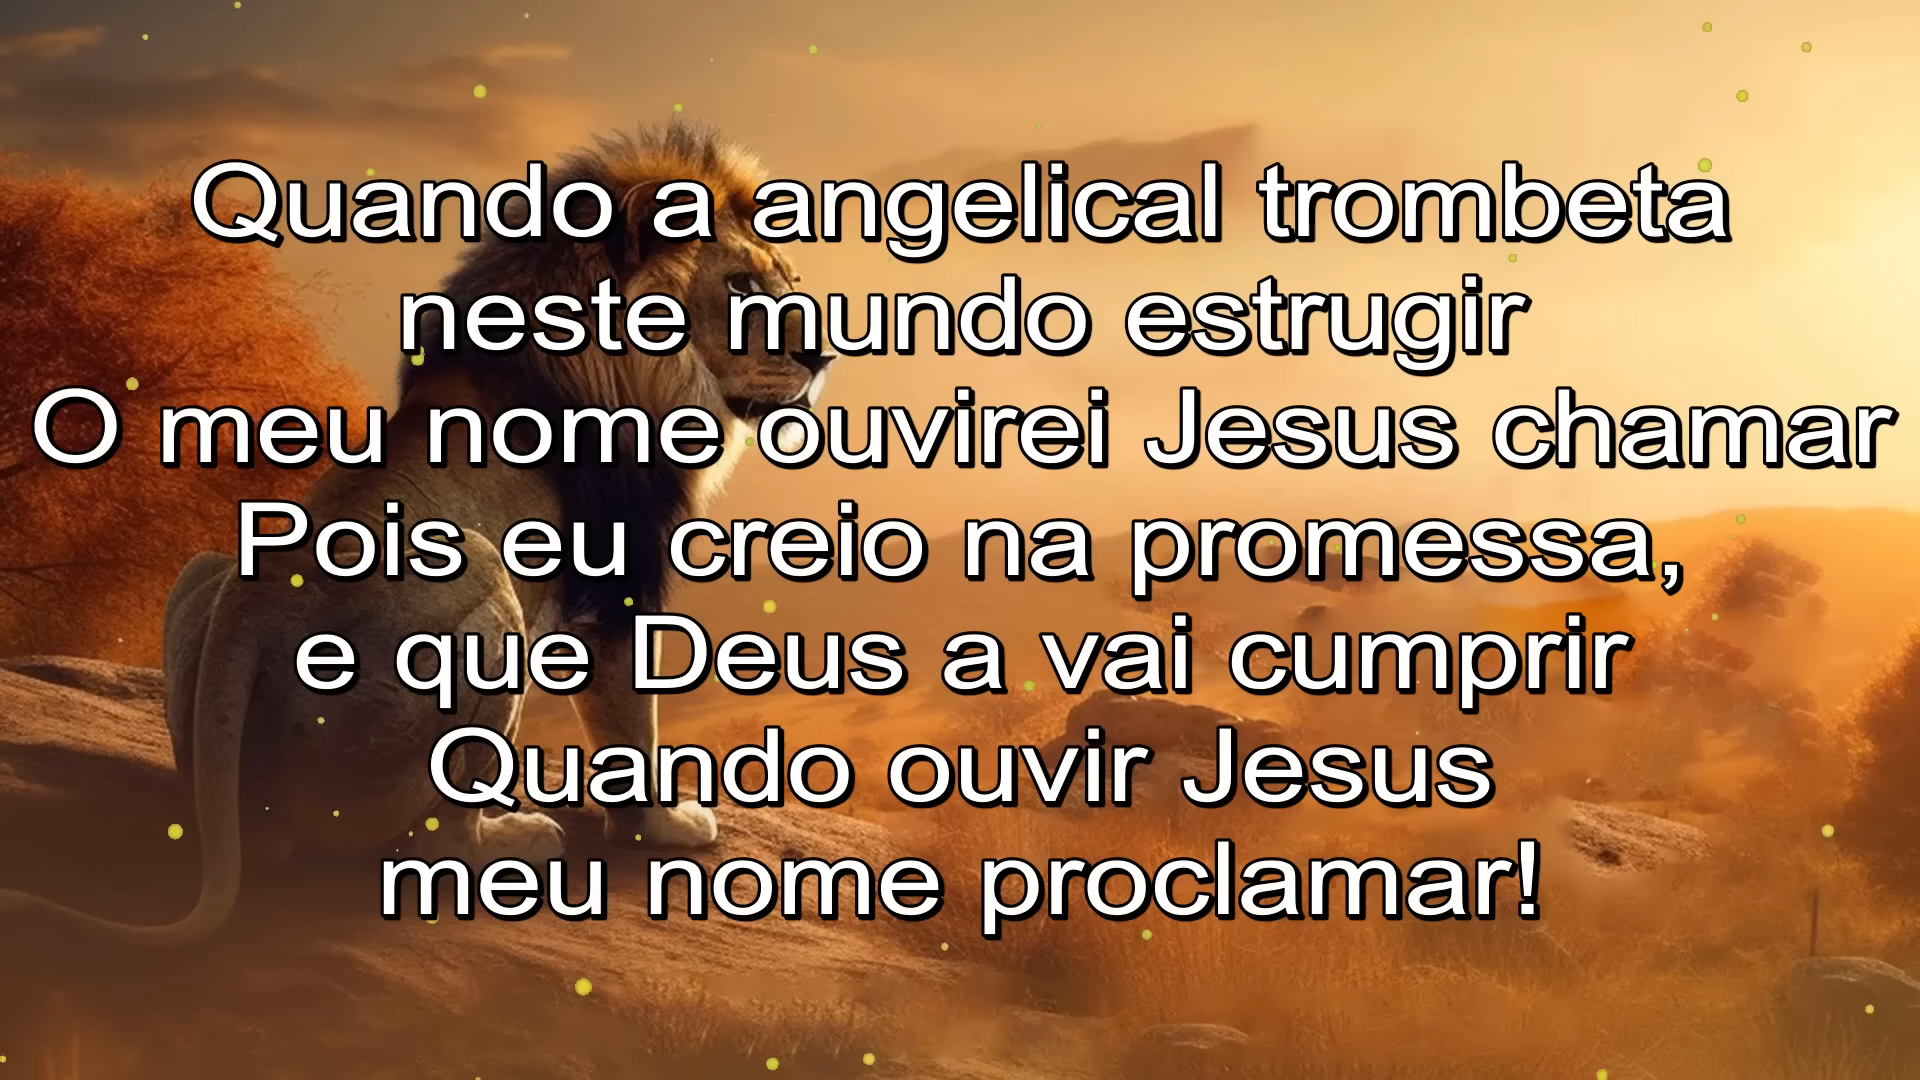 Quando a angelical trombeta
neste mundo estrugir
O meu nome ouvirei Jesus chamar
Pois eu creio na promessa,
e que Deus a vai cumprir
Quando ouvir Jesus
meu nome proclamar!